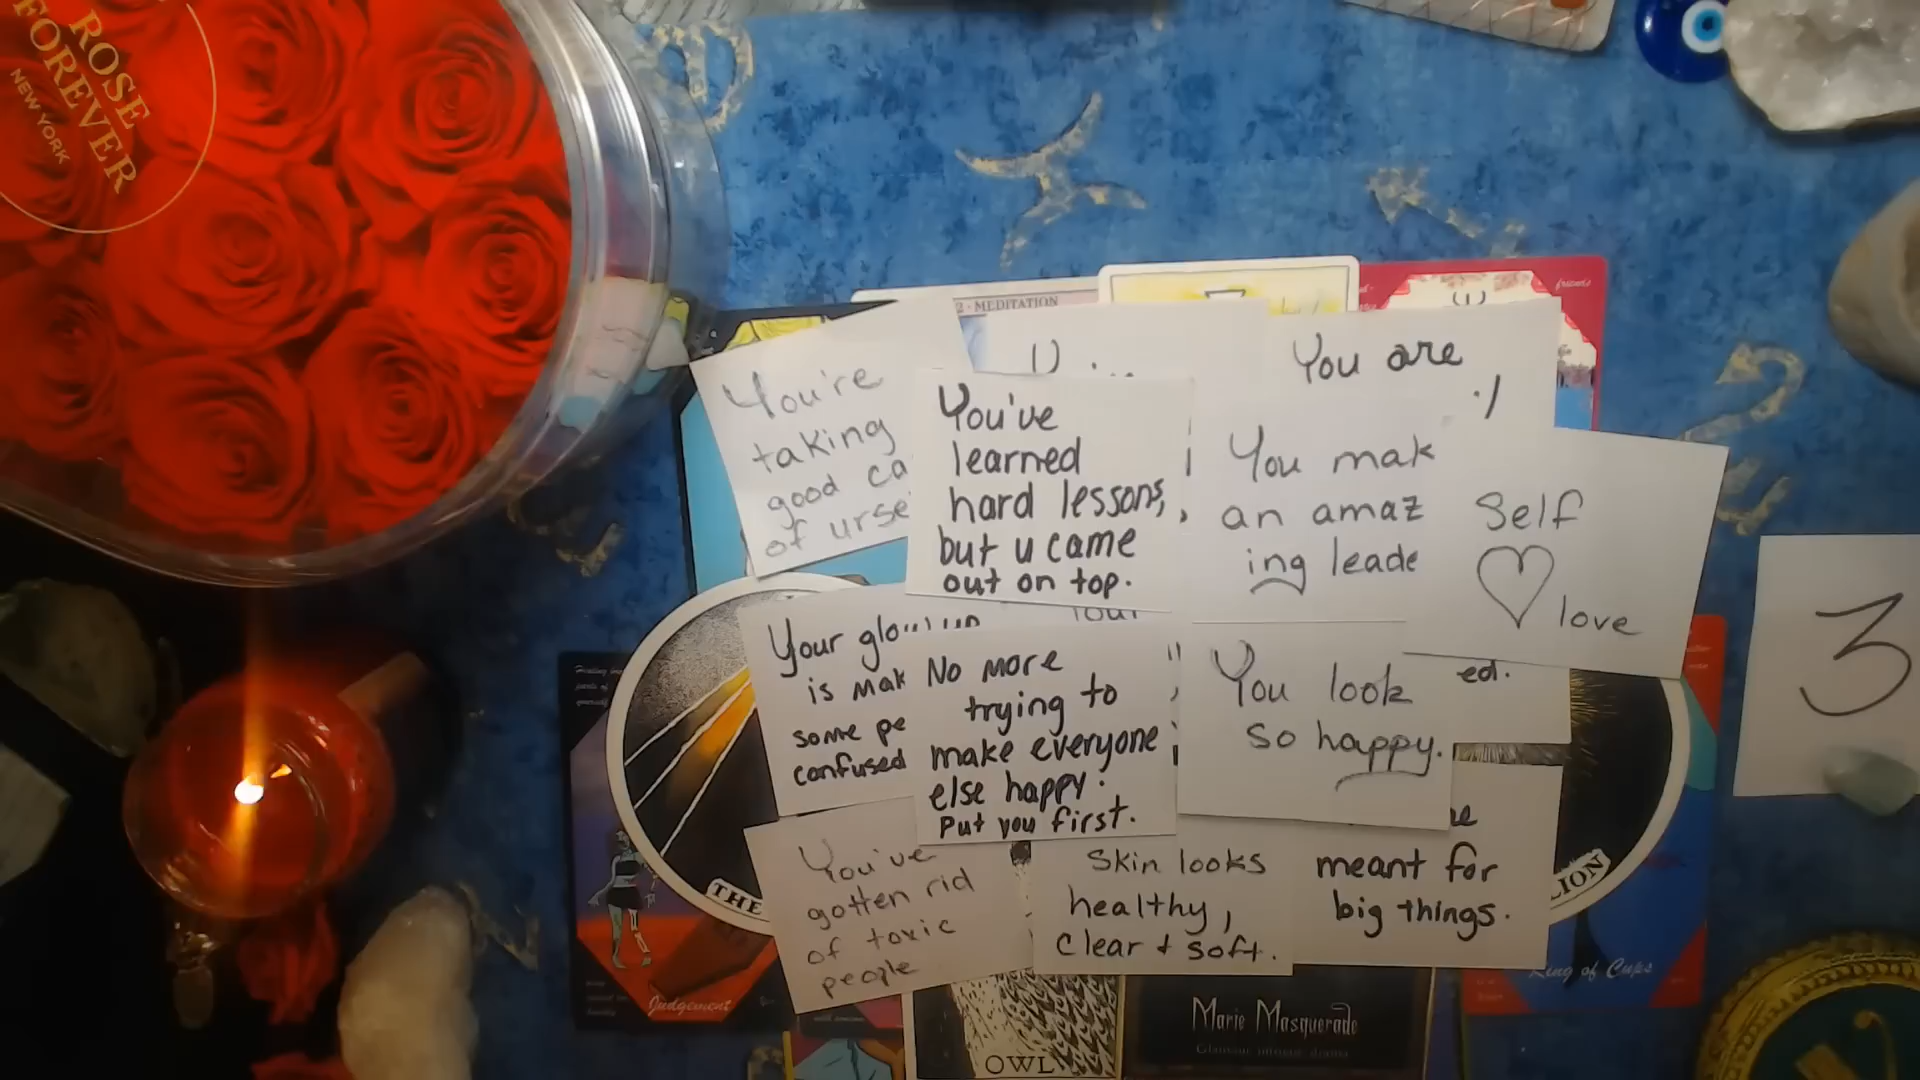 ROSE
FOREVER
NEW YORK
2 - MEDITATION
friends
You're
taking
good ca
of urse
You've
learned
hard lessons,
but u came
out on top.
You are
You mak
an amaz
ing leade
Self
love
3
Your
is mak
some pe
confused
No more
trying to
make everyone
else happy.
Put you first.
You look
so happy.
ed.
You've
gotten rid
of toxic
people
Skin looks
healthy,
clear + soft.
meant for
big things.
THE
LION
Judgement
King of Cups
OWL
Marie Masquerade